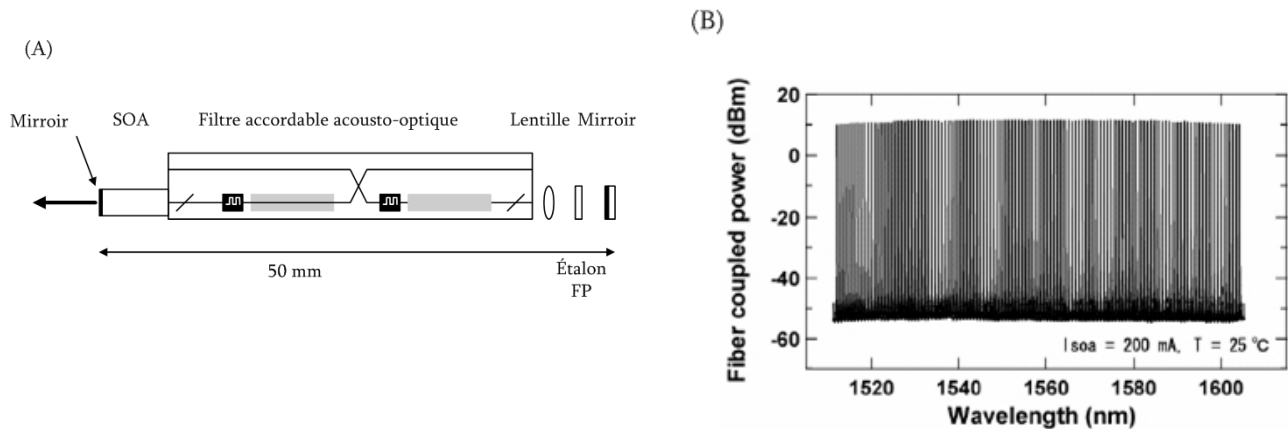 (A)
Mirroir SOA Filtre accordable acousto-optique Lentille Mirroir
50 mm
Étalon
FP
(B)
Fiber coupled power (dBm)
20
0
-20
-40
-60
I soa = 200 mA, T = 25 °C
1520 1540 1560 1580 1600
Wavelength (nm)